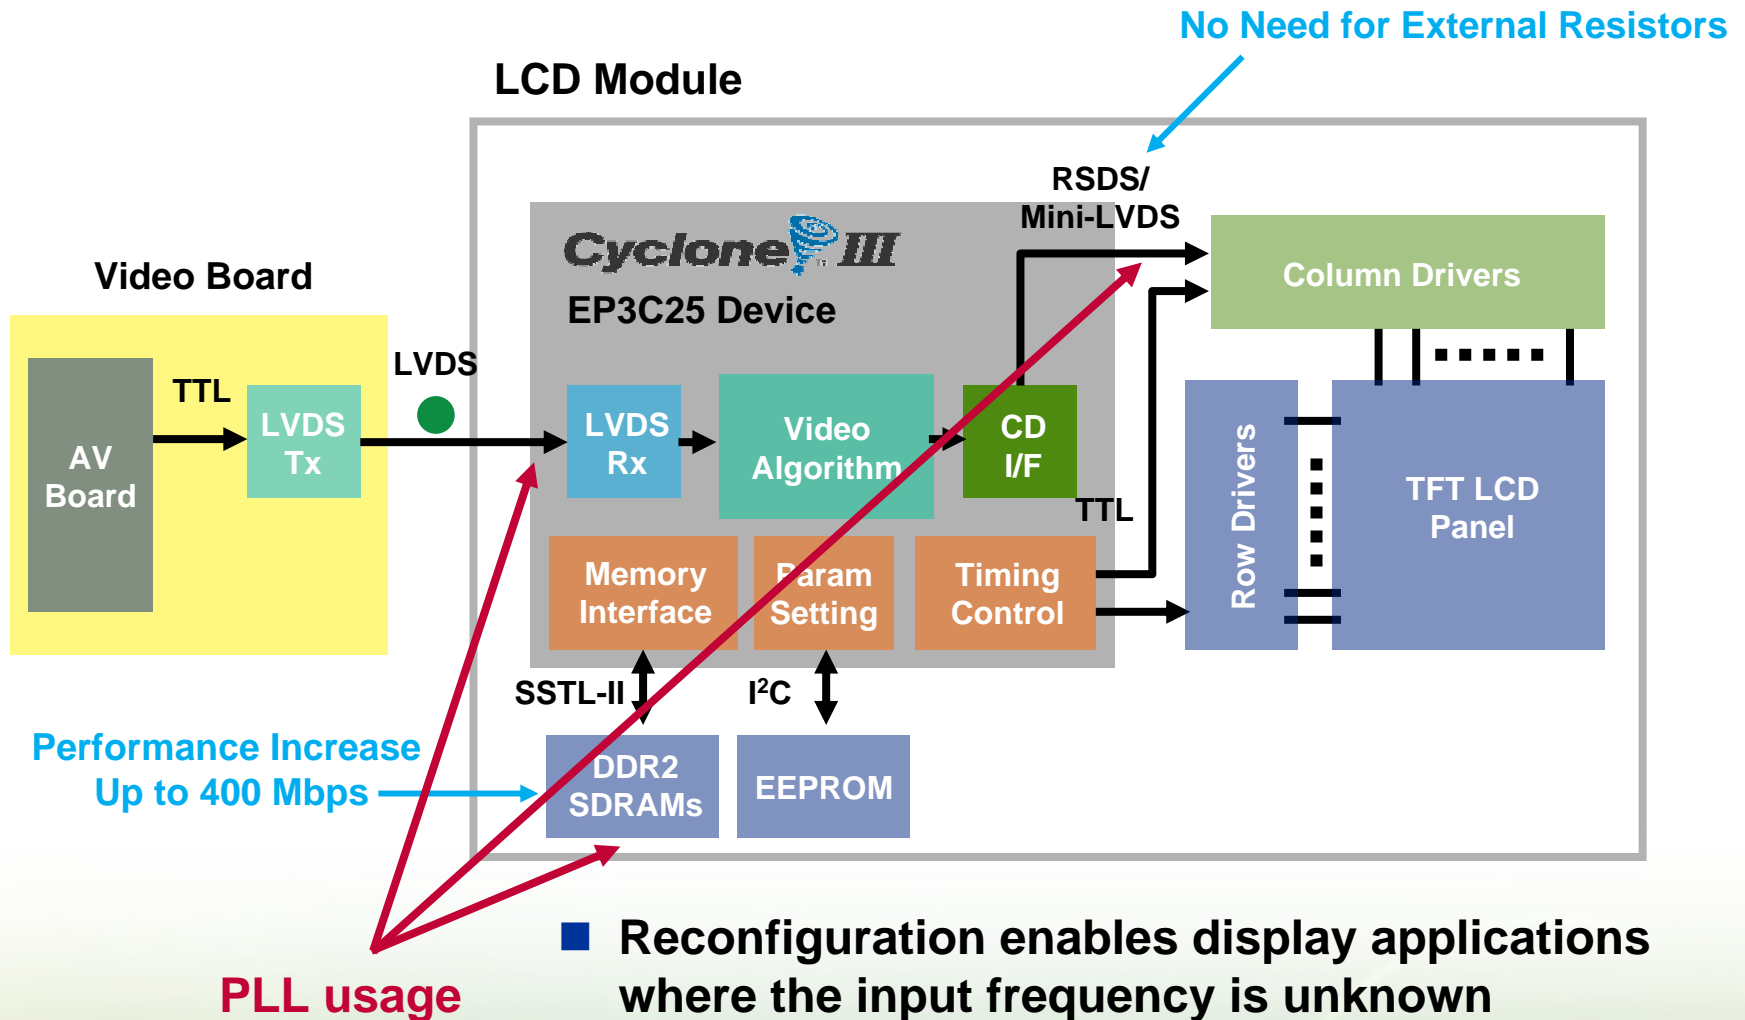 No Need for External Resistors
LCD Module
RSDS/
Mini-LVDS
Cyclone III
EP3C25 Device
Column Drivers
Video Board
LVDS
TTL
AV
Board
LVDS
Tx
LVDS
Rx
Video
Algorithm
CD
I/F
TTL
Row Drivers
TFT LCD
Panel
Memory
Interface
Param
Setting
Timing
Control
SSTL-II
I²C
Performance Increase
Up to 400 Mbps
DDR2
SDRAMs
EEPROM
PLL usage
■ Reconfiguration enables display applications
where the input frequency is unknown